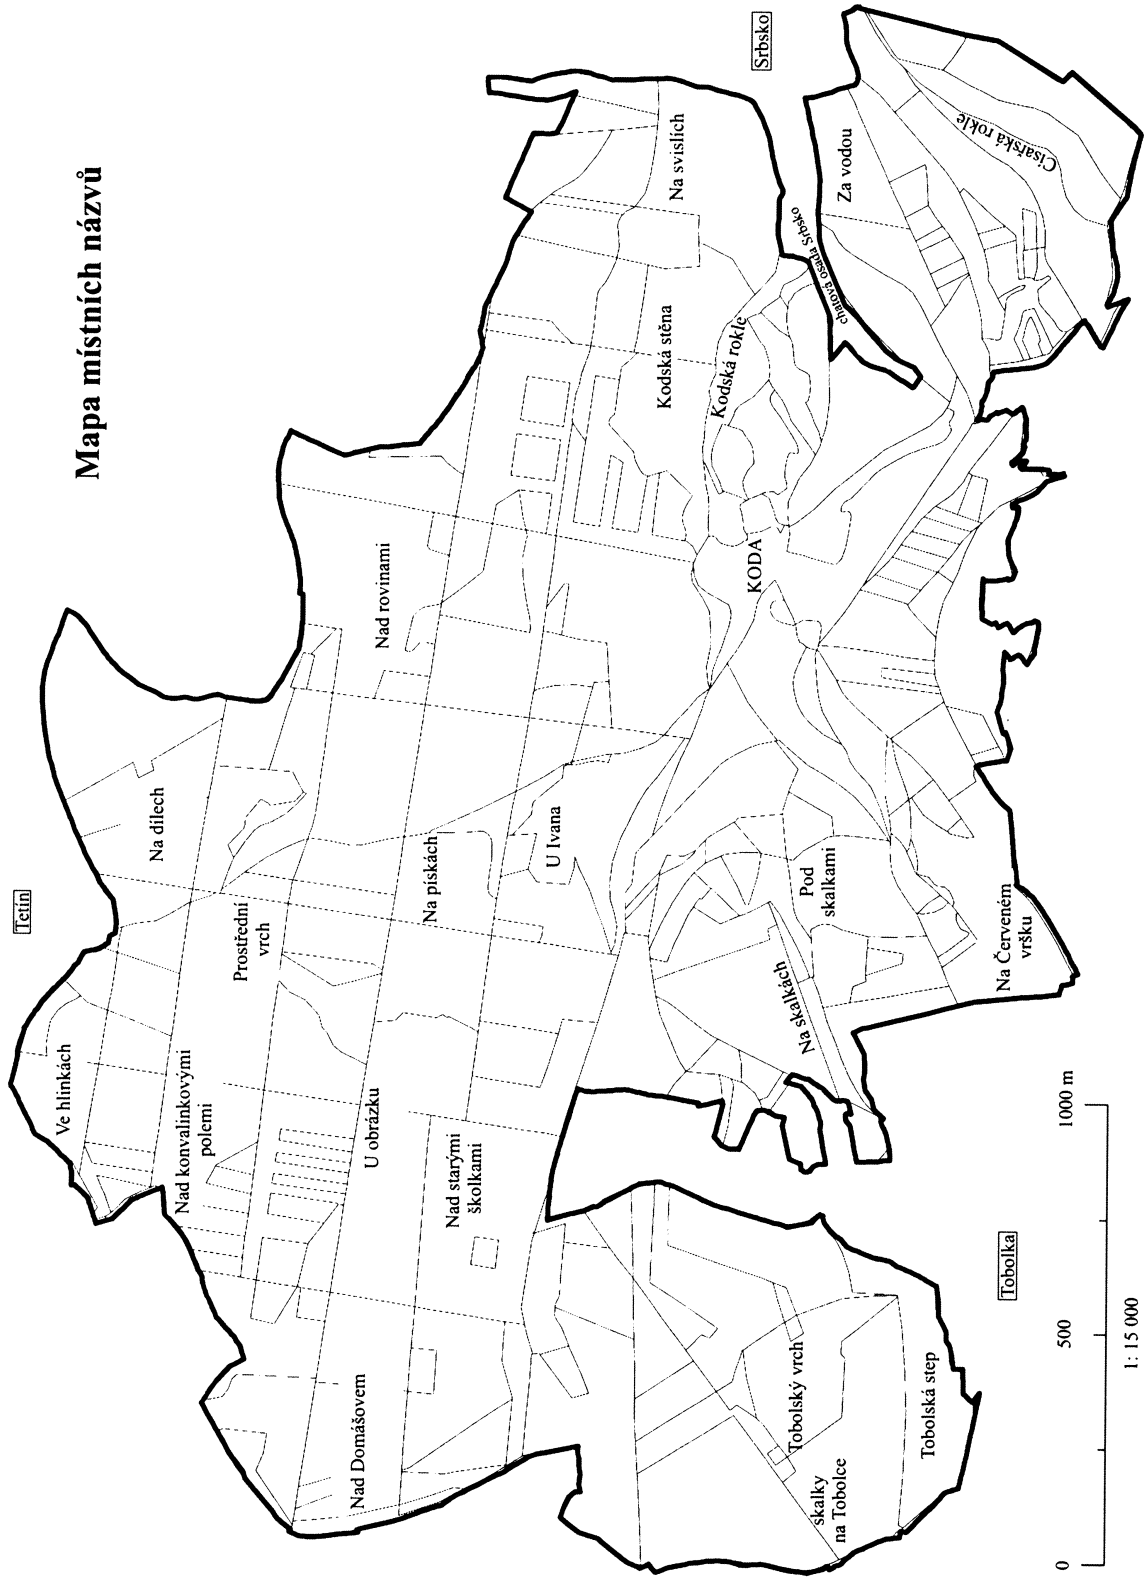 Mapa místních názvů
Tetín
Srbsko
Ve hlinkách
Na dílech
Nad konvalinkovými
polemi
Prostřední
vrch
Nad rovinami
Na svislích
U obrázku
Na pískách
Nad Domášovem
Nad starými
školkami
U Ivana
Kodská stěna
Kodská rokle
KODA
chatová osada Srbsko
Za vodou
Císařská rokle
Na skalkách
Pod
skalkami
Na Červeném
vršku
Tobolský vrch
skalky
na Tobolce
Tobolská step
Tobolka
0
500
1000 m
1: 15 000